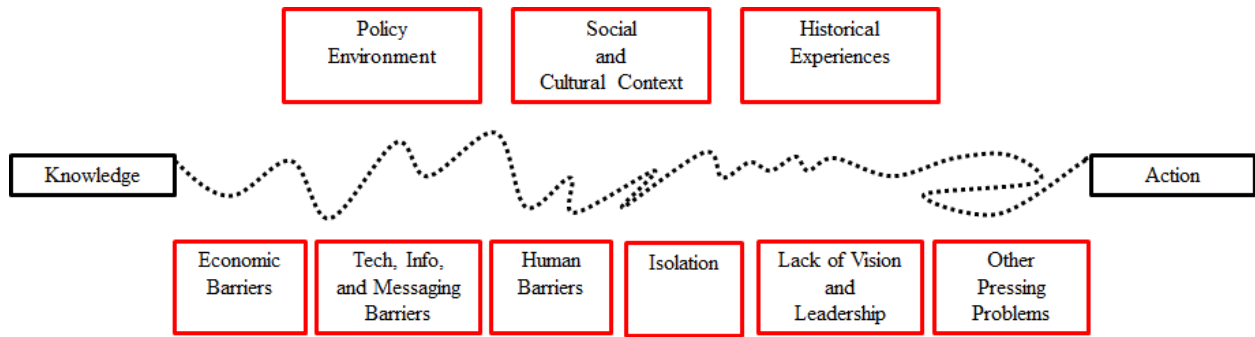 Policy
Environment
Social
and
Cultural Context
Historical
Experiences
Knowledge
Action
Economic
Barriers
Tech, Info,
and Messaging
Barriers
Human
Barriers
Isolation
Lack of Vision
and
Leadership
Other
Pressing
Problems